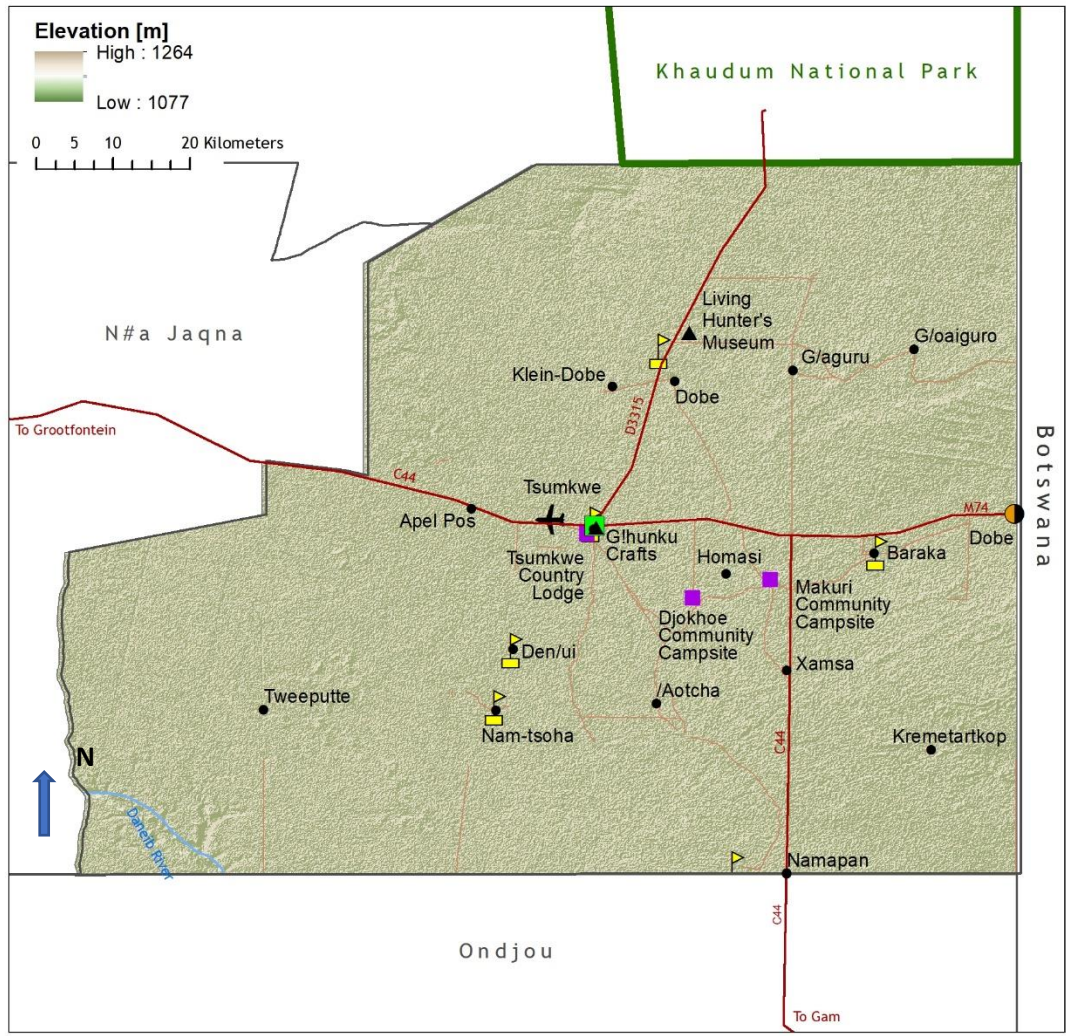 Elevation [m]
High : 1264
Low : 1077
0 5 10 20 Kilometers
Khaudum National Park
N#a Jaqna
Living
Hunter's
Museum
G/oaiguro
G/aguru
Klein-Dobe
Dobe
D3315
To Grootfontein
C44
Tsumkwe
Apel Pos
M74
Dobe
Botswana
G!hunku
Crafts
Tsumkwe
Country
Lodge
Homasi
Baraka
Makuri
Community
Campsite
Djokhoe
Community
Campsite
Den/ui
Xamsa
Tweeputte
/Aotcha
Nam-tsoha
C44
Kremetartkop
N
Daneib River
Namapan
C44
Ondjou
To Gam